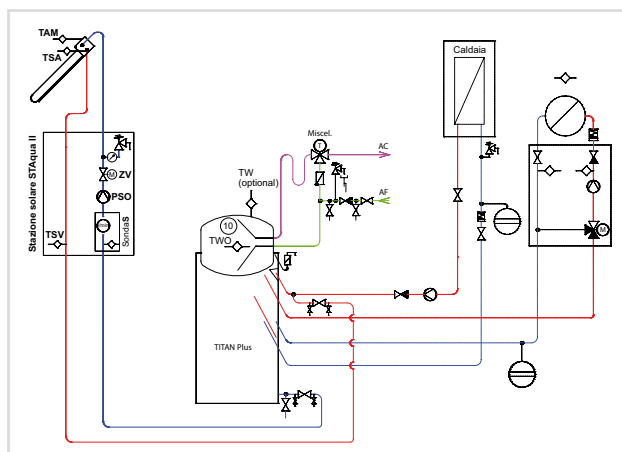 TAM
TSA
Stazione solare STAqua II
ZV
M
PSO
SondaS
TSV
Miscel.
T
AC
AF
TW
(optional)
10
TWO
TITAN Plus
Caldaia
M